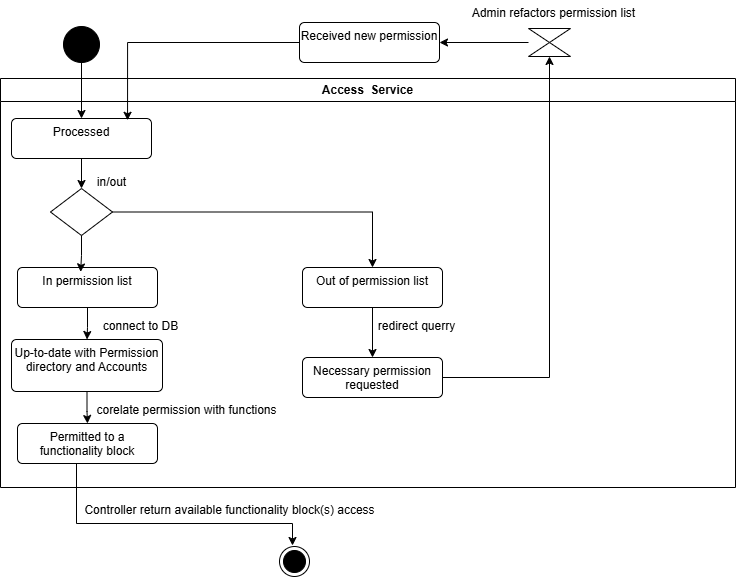 Admin refactors permission list
Received new permission
Access Service
Processed
in/out
In permission list
Out of permission list
connect to DB
redirect querry
Up-to-date with Permission
directory and Accounts
Necessary permission
requested
corelate permission with functions
Permitted to a
functionality block
Controller return available functionality block(s) access